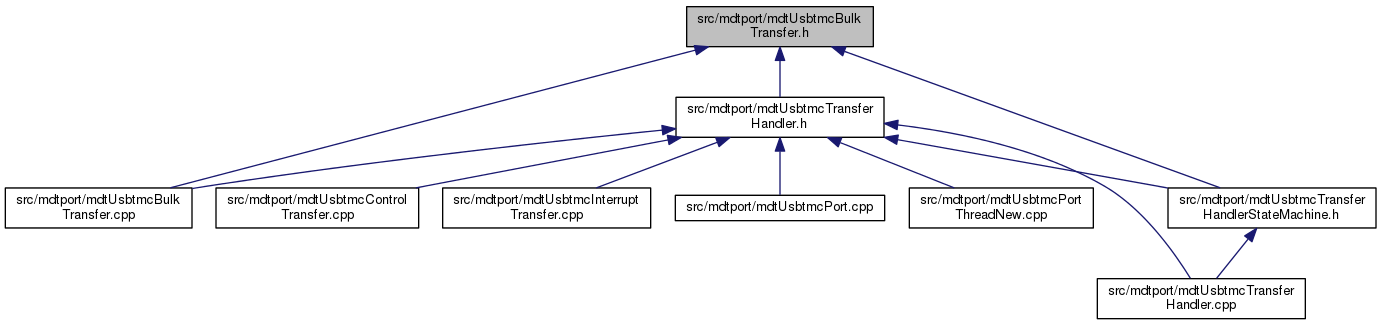 src/mdtport/mdtUsbtmcBulk
Transfer.h
src/mdtport/mdtUsbtmcTransfer
Handler.h
src/mdtport/mdtUsbtmcBulk
Transfer.cpp
src/mdtport/mdtUsbtmcControl
Transfer.cpp
src/mdtport/mdtUsbtmcInterrupt
Transfer.cpp
src/mdtport/mdtUsbtmcPort.cpp
src/mdtport/mdtUsbtmcPort
ThreadNew.cpp
src/mdtport/mdtUsbtmcTransfer
HandlerStateMachine.h
src/mdtport/mdtUsbtmcTransfer
Handler.cpp